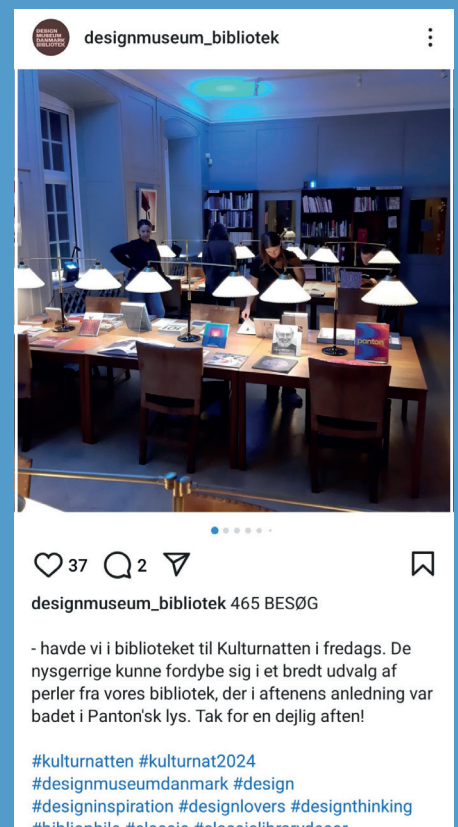 DESIGN
MUSEUM
DANMARK
BIBLIOTEK
designmuseum_bibliotek
panton
37 2
designmuseum_bibliotek 465 BESØG
- havde vi i biblioteket til Kulturnatten i fredags. De
nysgerrige kunne fordybe sig i et bredt udvalg af
perler fra vores bibliotek, der i aftenens anledning var
badet i Panton'sk lys. Tak for en dejlig aften!
#kulturnatten #kulturnat2024
#designmuseumdanmark #design
#designinspiration #designlovers #designthinking